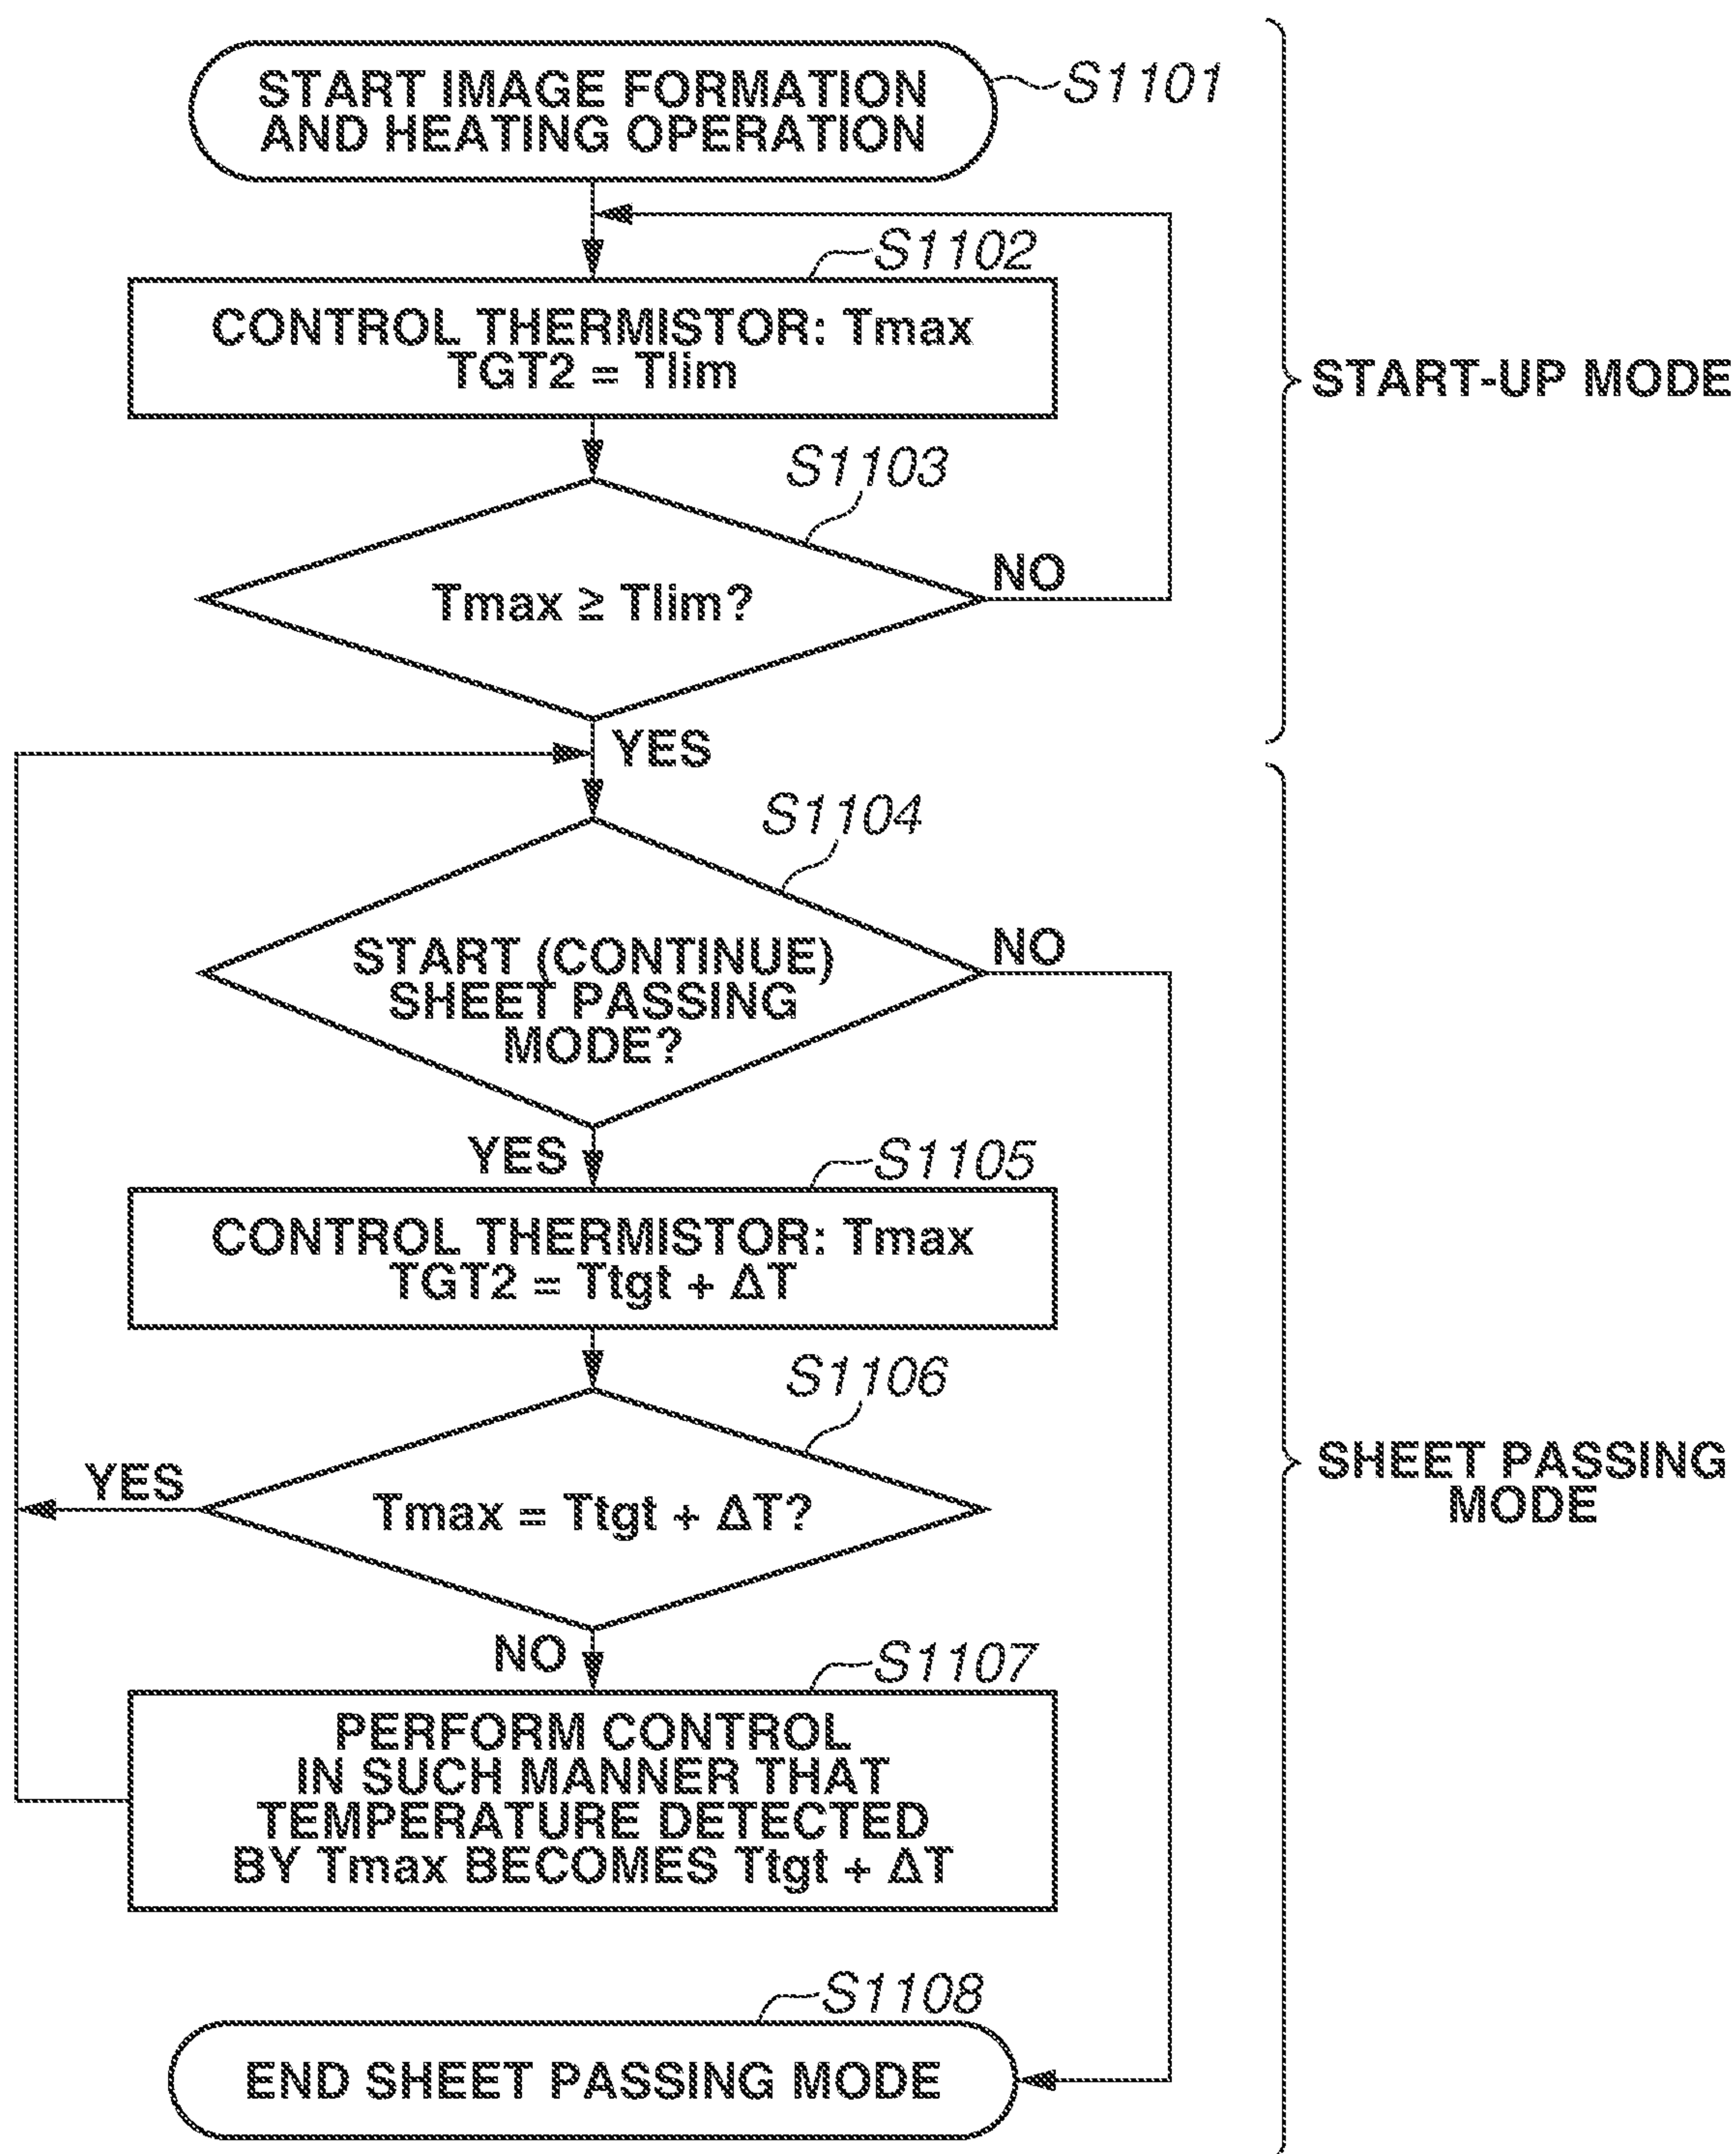 START IMAGE FORMATION
AND HEATING OPERATION
S1101
S1102
CONTROL THERMISTOR: Tmax
TGT2 = Tlim
START-UP MODE
S1103
Tmax ≥ Tlim?
NO
YES
S1104
START (CONTINUE)
SHEET PASSING
MODE?
NO
YES
S1105
CONTROL THERMISTOR: Tmax
TGT2 = Ttgt + ΔT
S1106
Tmax = Ttgt + ΔT?
YES
SHEET PASSING
MODE
NO
S1107
PERFORM CONTROL
IN SUCH MANNER THAT
TEMPERATURE DETECTED
BY Tmax BECOMES Ttgt + ΔT
S1108
END SHEET PASSING MODE